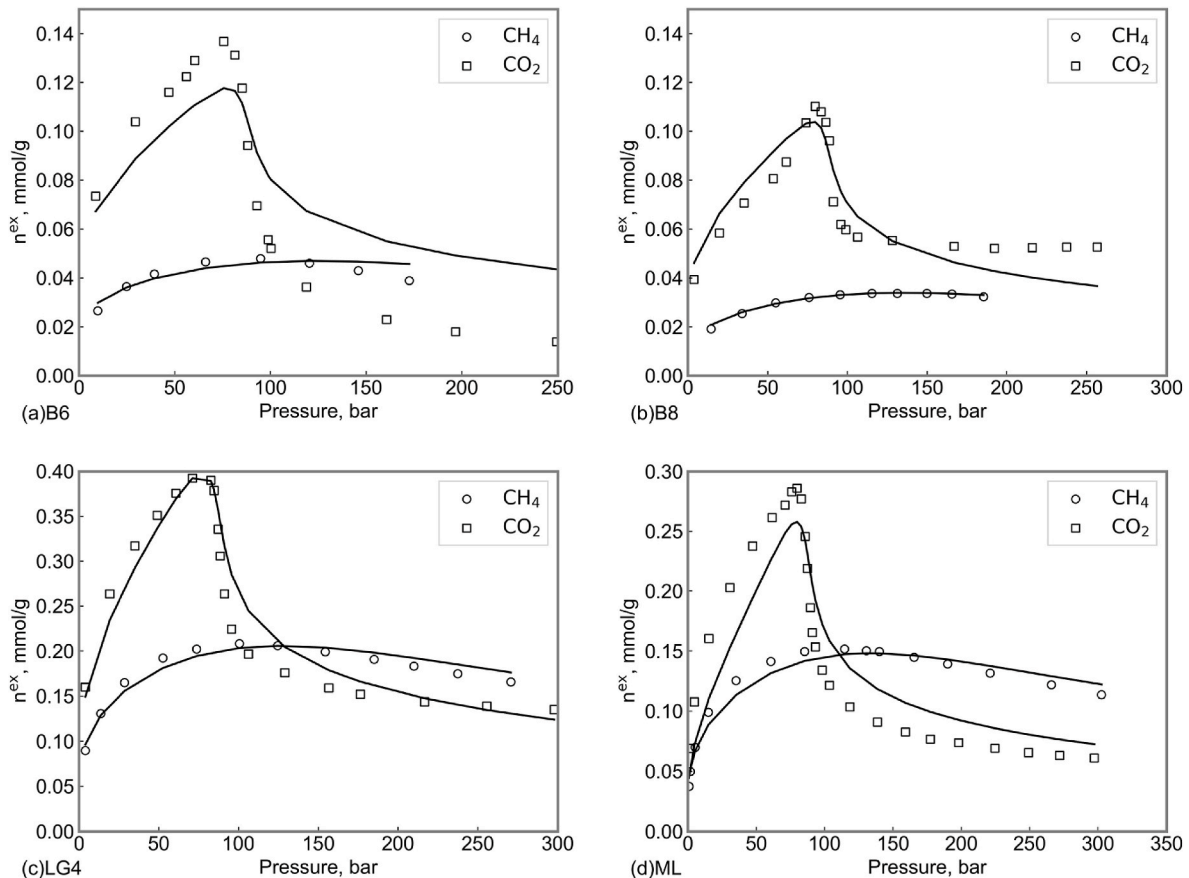 0.14
0.12
0.10
0.08
0.06
0.04
0.02
0.00
nᵉˣ, mmol/g
CH₄
CO₂
50 100 150 200 250
Pressure, bar
(a)B6
0.14
0.12
0.10
0.08
0.06
0.04
0.02
0.00
nᵉˣ, mmol/g
CH₄
CO₂
0 50 100 150 200 250 300
Pressure, bar
(b)B8
0.40
0.40
0.30
0.25
0.20
0.15
0.10
0.05
0.00
nᵉˣ, mmol/g
CH₄
CO₂
0 50 100 150 200 250 300
Pressure, bar
(c)LG4
0.30
0.25
0.20
0.15
0.10
0.05
0.00
nᵉˣ, mmol/g
CH₄
CO₂
0 50 100 150 200 250 300 350
Pressure, bar
(d)ML